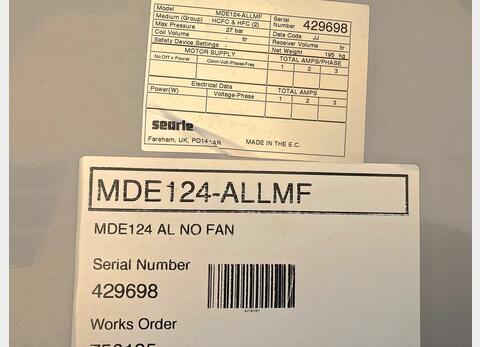 Model MDE124-ALLMF
Medium (Group) HCFC & HFC (2)
Max Pressure 27 bar
Coil Volume - ltr
Safety Device Settings -
Serial Number 429698
Date Code JJ
Receiver Volume ltr
Net Weight 195 kg
MOTOR SUPPLY
TOTAL AMPS/PHASE
No.Off x Power Conn-Volt-Phase-Freq 1 2 3
Electrical Data
TOTAL AMPS
Power(W) Voltage-Phase 1 2 3
searle
Fareham, UK, MADE IN THE E.C.
MDE124-ALLMF
MDE124 AL NO FAN
Serial Number
429698
Works Order